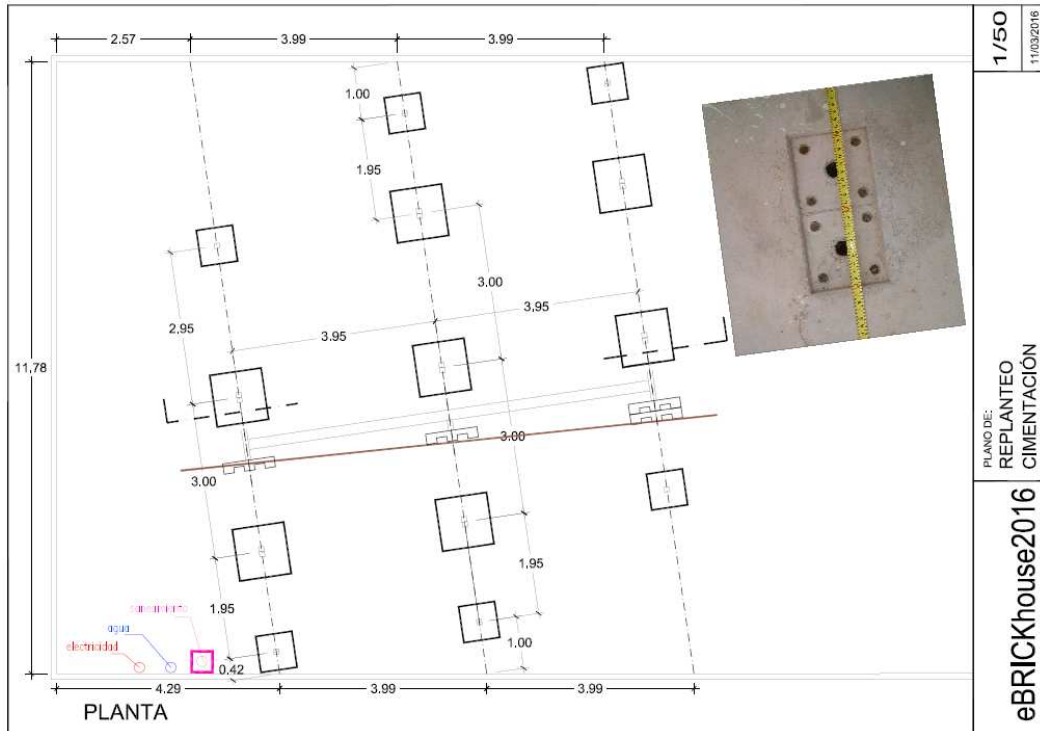 2.57
3.99
3.99
1.00
1.95
3.00
2.95
3.95
3.95
11.78
3.00
3.00
1.95
1.95
1.00
saneamiento
agua
electricidad
0.42
4.29
3.99
3.99
PLANTA
1/50
11/03/2016
PLANO DE:
REPLANTEO
CIMENTACIÓN
eBRICKhouse2016